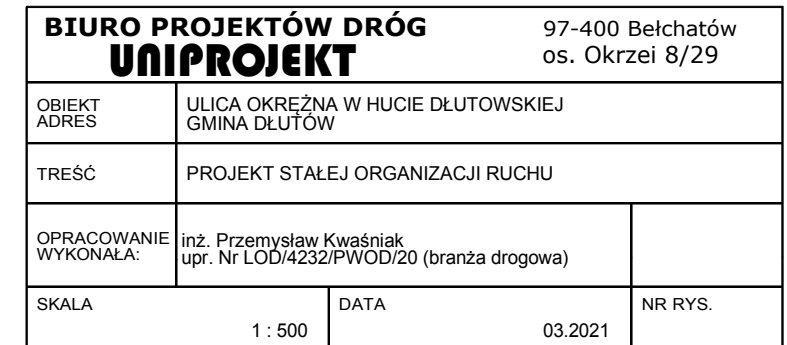 BIURO PROJEKTÓW DRÓG
UNIPROJEKT
97-400 Bełchatów
os. Okrzei 8/29
OBIEKT
ADRES
ULICA OKRĘŻNA W HUCIE DŁUTOWSKIEJ
GMINA DŁUTÓW
TREŚĆ
PROJEKT STAŁEJ ORGANIZACJI RUCHU
OPRACOWANIE
WYKONAŁA:
inż. Przemysław Kwaśniak
upr. Nr LOD/4232/PWOD/20 (branża drogowa)
SKALA
1 : 500
DATA
03.2021
NR RYS.